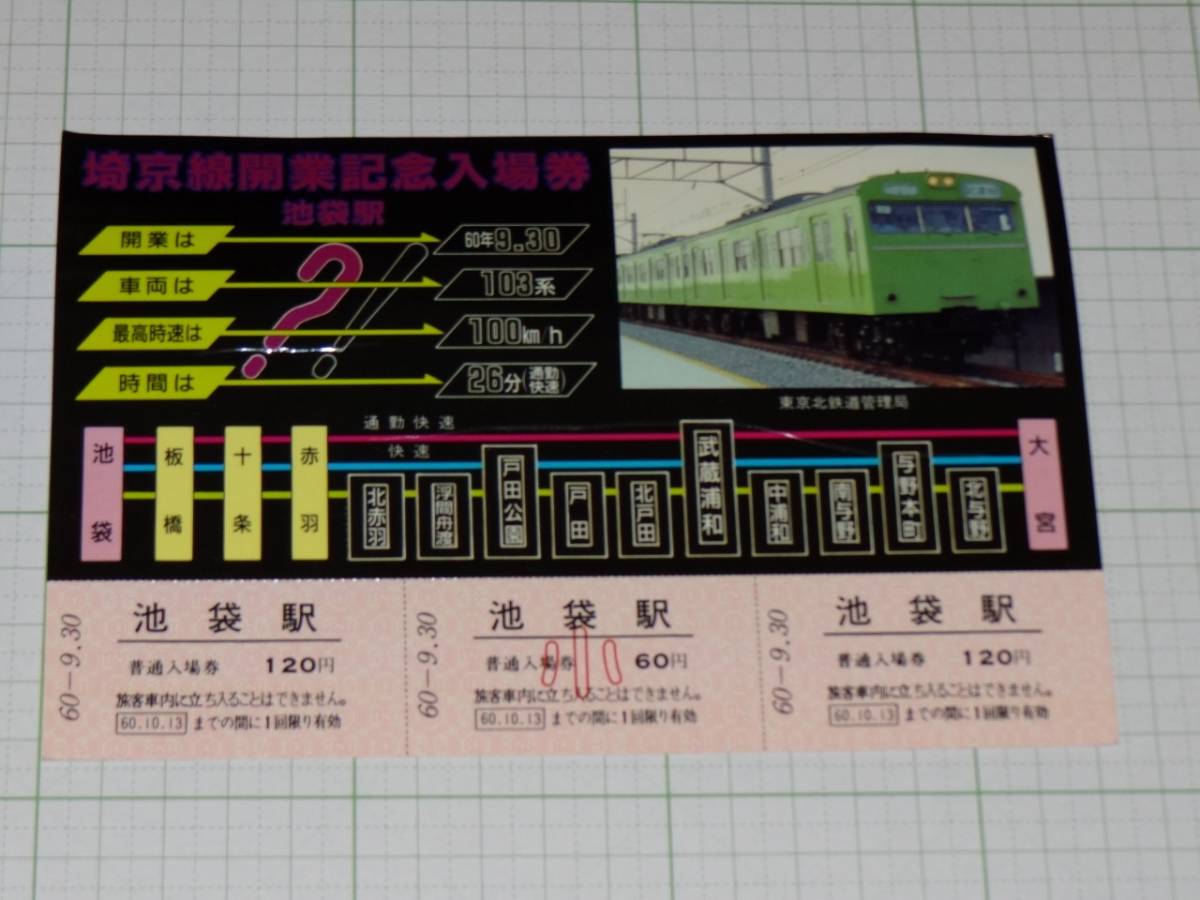 埼京線開業記念入場券
池袋駅
開業は 60年9.30
車両は 103系
最高時速は 100km/h
時間は 26分(通勤快速)
東京北鉄道管理局
通勤快速
快速
池袋
板橋
十条
赤羽
北赤羽
浮間舟渡
戸田公園
戸田
北戸田
武蔵浦和
中浦和
南与野
与野本町
北与野
大宮
60-9.30
池袋駅
普通入場券 120円
旅客車内に立ち入ることはできません。
60.10.13 までの間に1回限り有効
60-9.30
池袋駅
普通入場券 60円
小
旅客車内に立ち入ることはできません。
60.10.13 までの間に1回限り有効
60-9.30
池袋駅
普通入場券 120円
旅客車内に立ち入ることはできません。
60.10.13 までの間に1回限り有効